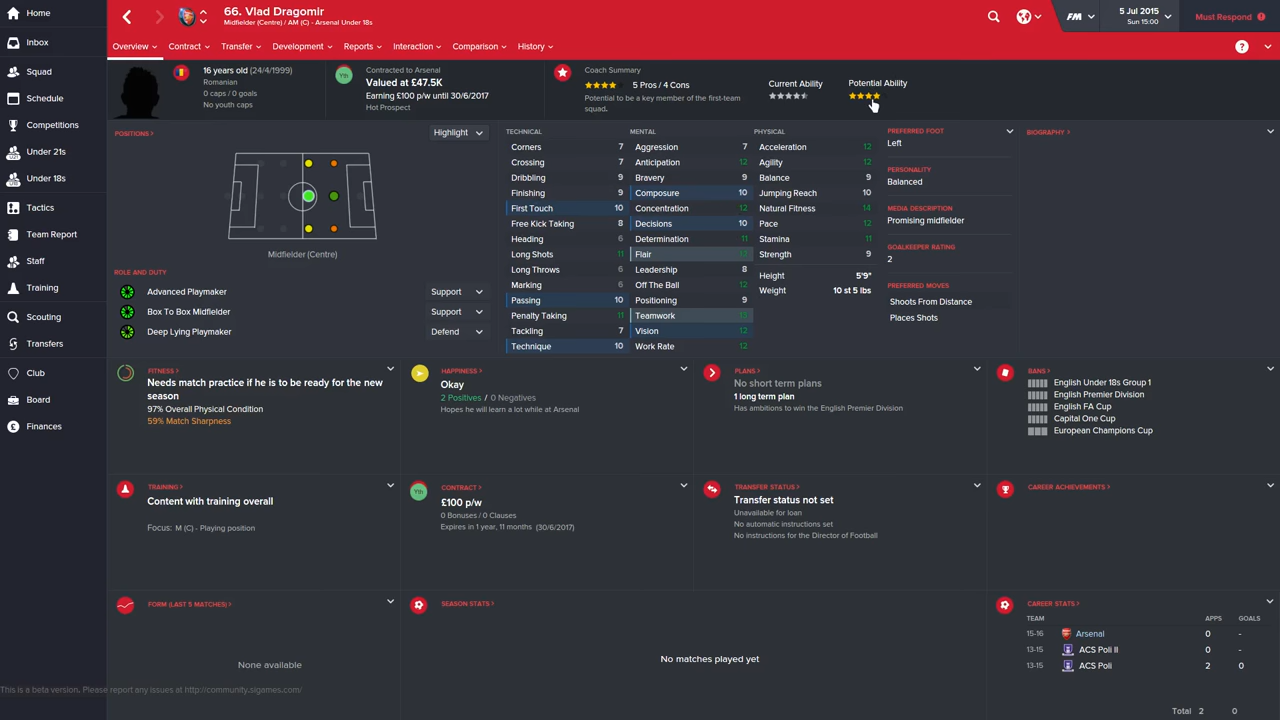 66. Vlad Dragomir
Midfielder (Centre) / AM (C) - Arsenal Under 18s
FM
5 Jul 2015
Sun 15:00
Must Respond
Home
Inbox
Squad
Schedule
Competitions
Under 21s
Under 18s
Tactics
Team Report
Staff
Training
Scouting
Transfers
Club
Board
Finances
Overview
Contract
Transfer
Development
Reports
Interaction
Comparison
History
?
16 years old (24/4/1999)
Romanian
0 caps / 0 goals
No youth caps
Yth
Contracted to Arsenal
Valued at £47.5K
Earning £100 p/w until 30/6/2017
Hot Prospect
Coach Summary
5 Pros / 4 Cons
Potential to be a key member of the first-team
squad.
Current Ability
Potential Ability
POSITIONS >
Highlight
Midfielder (Centre)
ROLE AND DUTY
Advanced Playmaker Support
Box To Box Midfielder Support
Deep Lying Playmaker Defend
TECHNICAL
Corners 7
Crossing 7
Dribbling 9
Finishing 9
First Touch 10
Free Kick Taking 8
Heading 6
Long Shots 11
Long Throws 6
Marking 6
Passing 10
Penalty Taking 11
Tackling 7
Technique 10
MENTAL
Aggression 7
Anticipation 12
Bravery 9
Composure 10
Concentration 12
Decisions 10
Determination 11
Flair
Leadership 8
Off The Ball 12
Positioning 9
Teamwork
Vision 12
Work Rate 12
PHYSICAL
Acceleration 12
Agility 12
Balance 9
Jumping Reach 10
Natural Fitness 14
Pace 12
Stamina 11
Strength 9
Height 5'9"
Weight 10 st 5 lbs
PREFERRED FOOT
Left
PERSONALITY
Balanced
MEDIA DESCRIPTION
Promising midfielder
GOALKEEPER RATING
2
PREFERRED MOVES
Shoots From Distance
Places Shots
BIOGRAPHY >
FITNESS >
Needs match practice if he is to be ready for the new
season
97% Overall Physical Condition
59% Match Sharpness
HAPPINESS >
Okay
2 Positives / 0 Negatives
Hopes he will learn a lot while at Arsenal
PLANS >
No short term plans
1 long term plan
Has ambitions to win the English Premier Division
BANS >
English Under 18s Group 1
English Premier Division
English FA Cup
Capital One Cup
European Champions Cup
TRAINING >
Content with training overall
Focus: M (C) - Playing position
CONTRACT >
Yth
£100 p/w
0 Bonuses / 0 Clauses
Expires in 1 year, 11 months (30/6/2017)
TRANSFER STATUS >
Transfer status not set
Unavailable for loan
No automatic instructions set
No instructions for the Director of Football
CAREER ACHIEVEMENTS >
FORM (LAST 5 MATCHES) >
None available
SEASON STATS >
No matches played yet
CAREER STATS >
TEAM APPS GOALS
15-16 Arsenal 0 -
13-15 ACS Poli II 0 -
13-15 ACS Poli 2 0
Total 2 0
This is a beta version. Please report any issues at http://community.sigames.com/